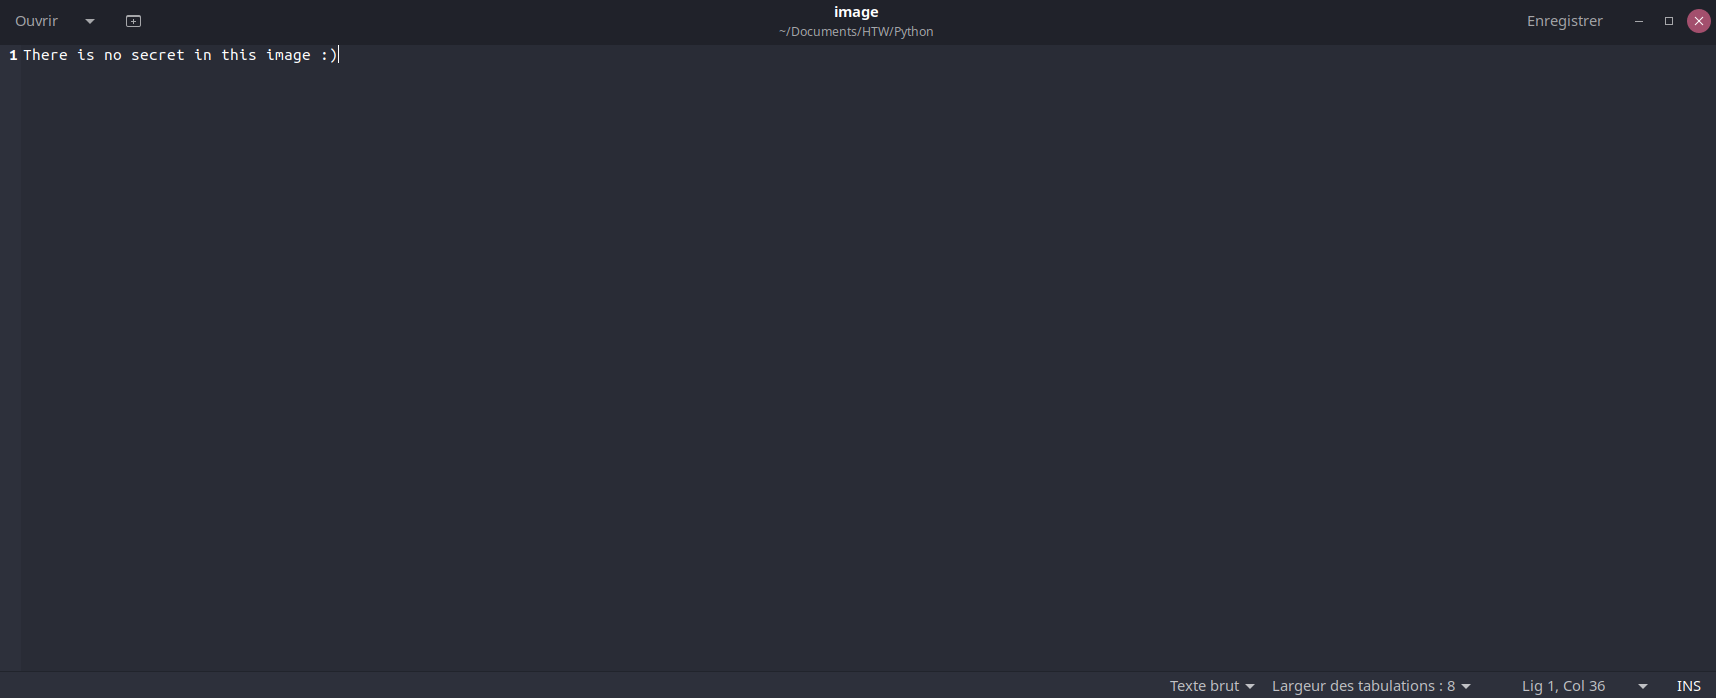 Ouvrir
image
~/Documents/HTW/Python
Enregistrer
1 There is no secret in this image :)
Texte brut Largeur des tabulations : 8 Lig 1, Col 36 INS